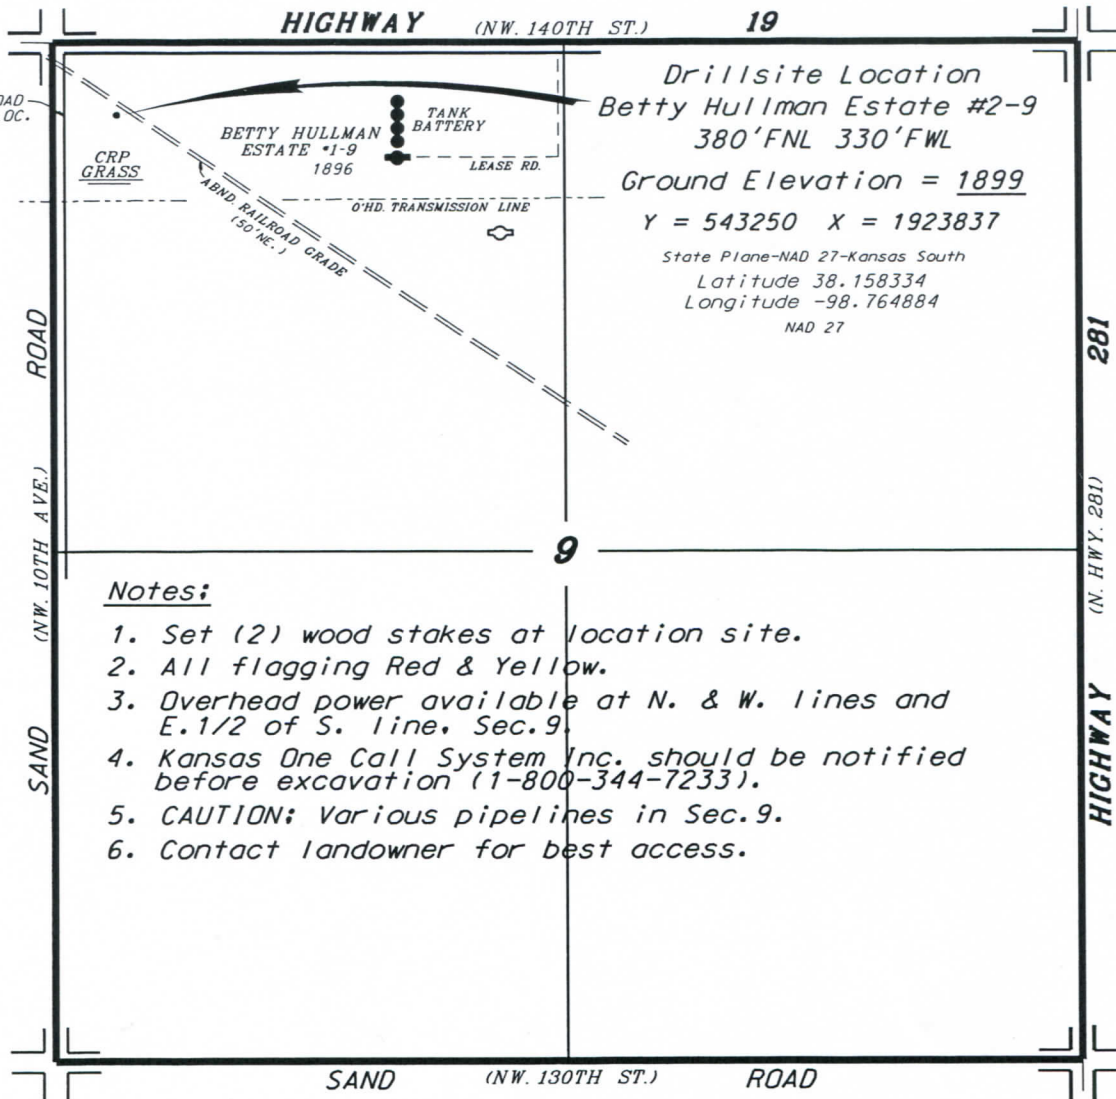 HIGHWAY (NW. 140TH ST.) 19
OAD
OC.
CRP
GRASS
BETTY HULLMAN
ESTATE #1-9
1896
TANK
BATTERY
LEASE RD.
O'HD. TRANSMISSION LINE
ABND. RAILROAD GRADE
(50'NE.)
Drillsite Location
Betty Hullman Estate #2-9
380'FNL 330'FWL
Ground Elevation = 1899
Y = 543250 X = 1923837
State Plane-NAD 27-Kansas South
Latitude 38.158334
Longitude -98.764884
NAD 27
SAND (NW. 10TH AVE.) ROAD
HIGHWAY (N. HWY. 281) 281
9
Notes:
1. Set (2) wood stakes at location site.
2. All flagging Red & Yellow.
3. Overhead power available at N. & W. lines and
E.1/2 of S. line, Sec.9.
4. Kansas One Call System Inc. should be notified
before excavation (1-800-344-7233).
5. CAUTION: Various pipelines in Sec.9.
6. Contact landowner for best access.
SAND (NW. 130TH ST.) ROAD